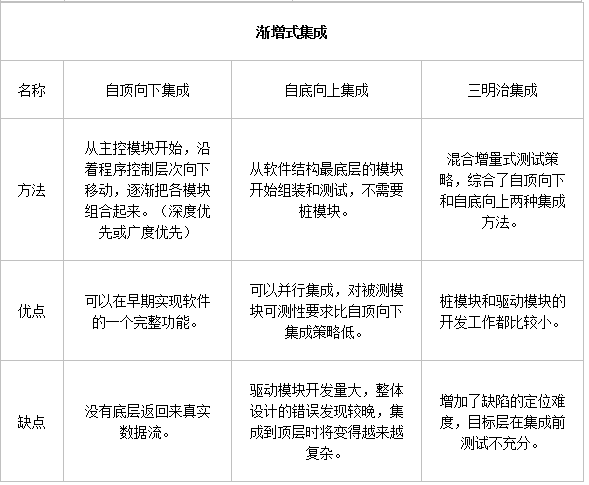 渐增式集成
名称
自顶向下集成
自底向上集成
三明治集成
方法
从主控模块开始，沿
着程序控制层次向下
移动，逐渐把各模块
组合起来。（深度优
先或广度优先）
从软件结构最底层的模块
开始组装和测试，不需要
桩模块。
混合增量式测试策
略，综合了自顶向下
和自底向上两种集成
方法。
优点
可以在早期实现软件
的一个完整功能。
可以并行集成，对被测模
块可测性要求比自顶向下
集成策略低。
桩模块和驱动模块的
开发工作都比较小。
缺点
没有底层返回来真实
数据流。
驱动模块开发量大，整体
设计的错误发现较晚，集
成到顶层时将变得越来越
复杂。
增加了缺陷的定位难
度，目标层在集成前
测试不充分。